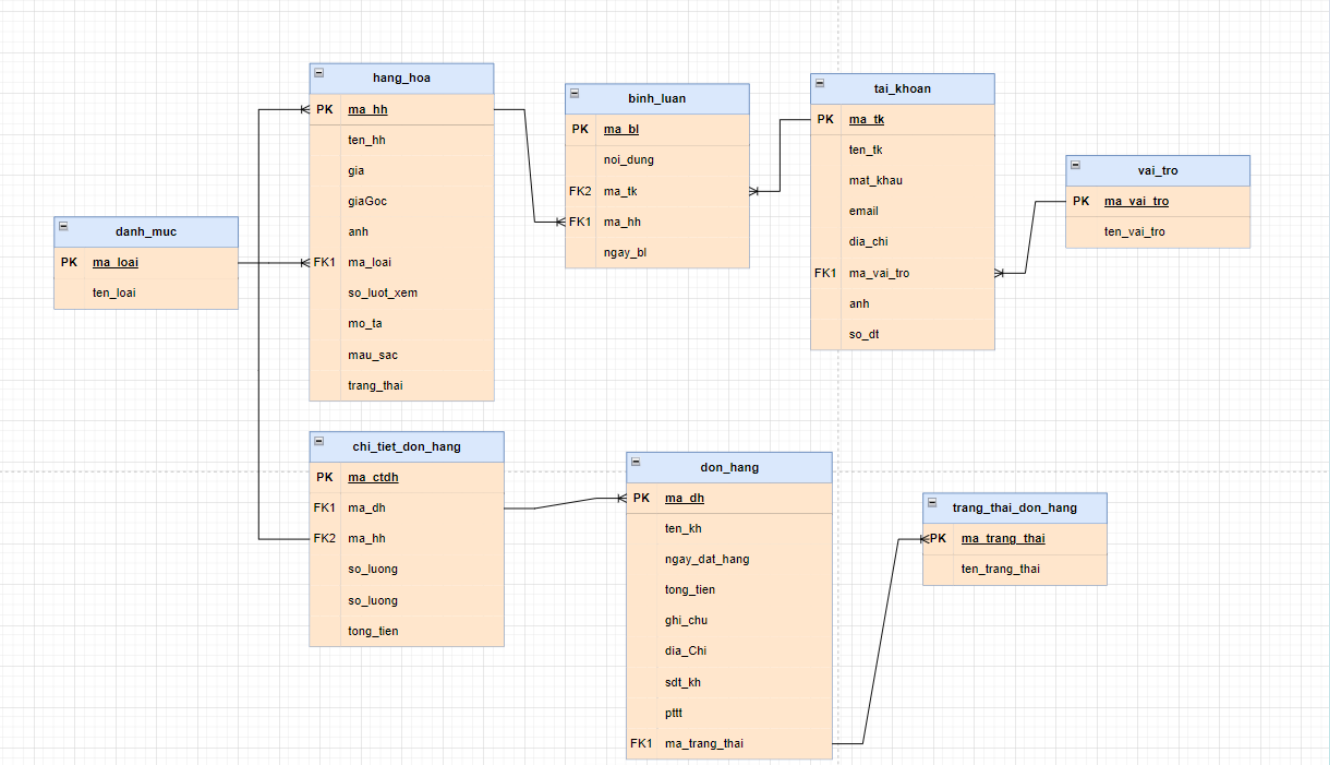 hang_hoa
PK ma_hh
ten_hh
gia
giaGoc
anh
FK1 ma_loai
so_luot_xem
mo_ta
mau_sac
trang_thai
binh_luan
PK ma_bl
noi_dung
FK2 ma_tk
FK1 ma_hh
ngay_bl
tai_khoan
PK ma_tk
ten_tk
mat_khau
email
dia_chi
FK1 ma_vai_tro
anh
so_dt
vai_tro
PK ma_vai_tro
ten_vai_tro
danh_muc
PK ma_loai
ten_loai
chi_tiet_don_hang
PK ma_ctdh
FK1 ma_dh
FK2 ma_hh
so_luong
so_luong
tong_tien
don_hang
PK ma_dh
ten_kh
ngay_dat_hang
tong_tien
ghi_chu
dia_Chi
sdt_kh
pttt
FK1 ma_trang_thai
trang_thai_don_hang
PK ma_trang_thai
ten_trang_thai